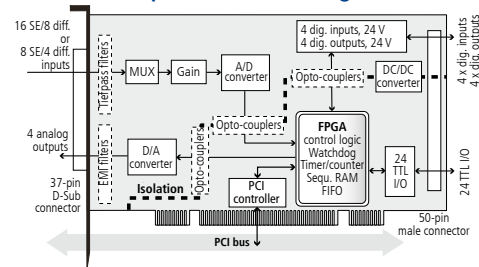 16 SE/8 diff.
or
8 SE/4 diff.
inputs
Tiefpass filters
MUX
Gain
A/D
converter
4 dig. inputs, 24 V
4 dig. outputs, 24 V
Opto-couplers
DC/DC
converter
4 x dig. inputs
4 x dig. outputs
Opto-couplers
4 analog
outputs
EMI filters
D/A
converter
Opto-couplers
FPGA
control logic
Watchdog
Timer/counter
Sequ. RAM
FIFO
24
TTL
I/O
24 TTL I/O
Isolation
PCI
controller
37-pin
D-Sub
connector
50-pin
male connector
PCI bus